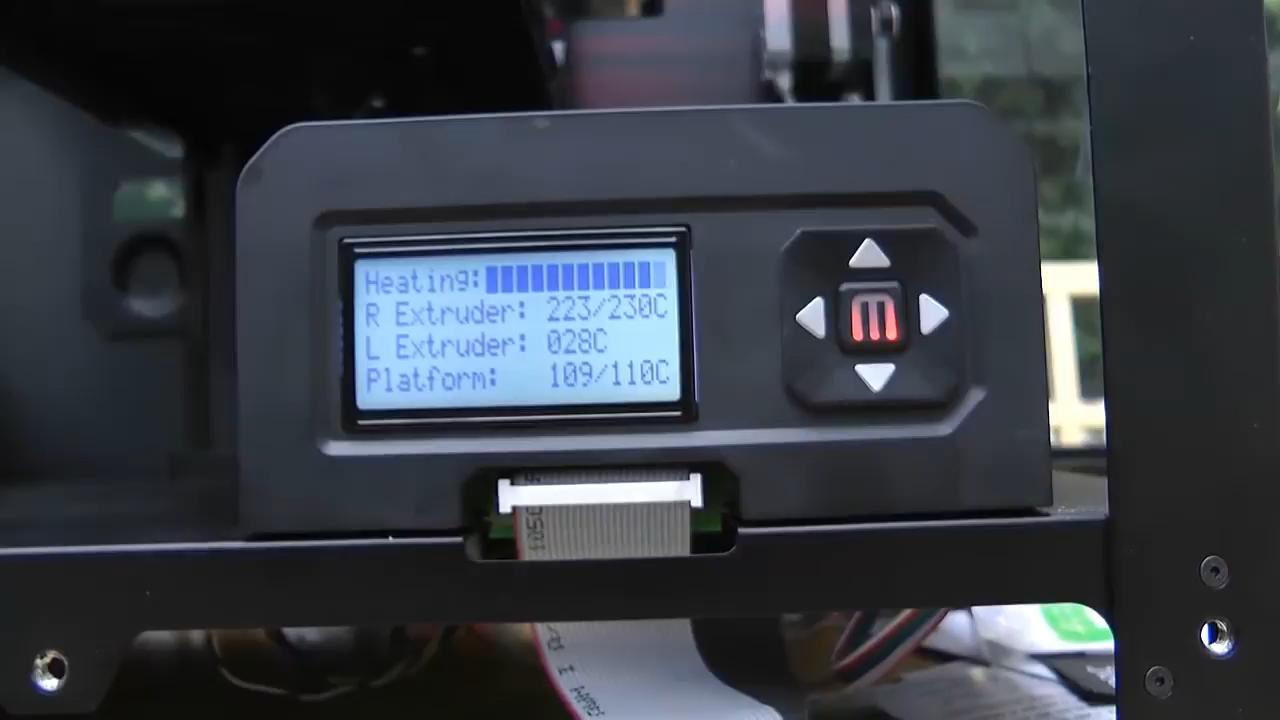 Heating:
R Extruder: 223/230C
L Extruder: 028C
Platform: 109/110C
M